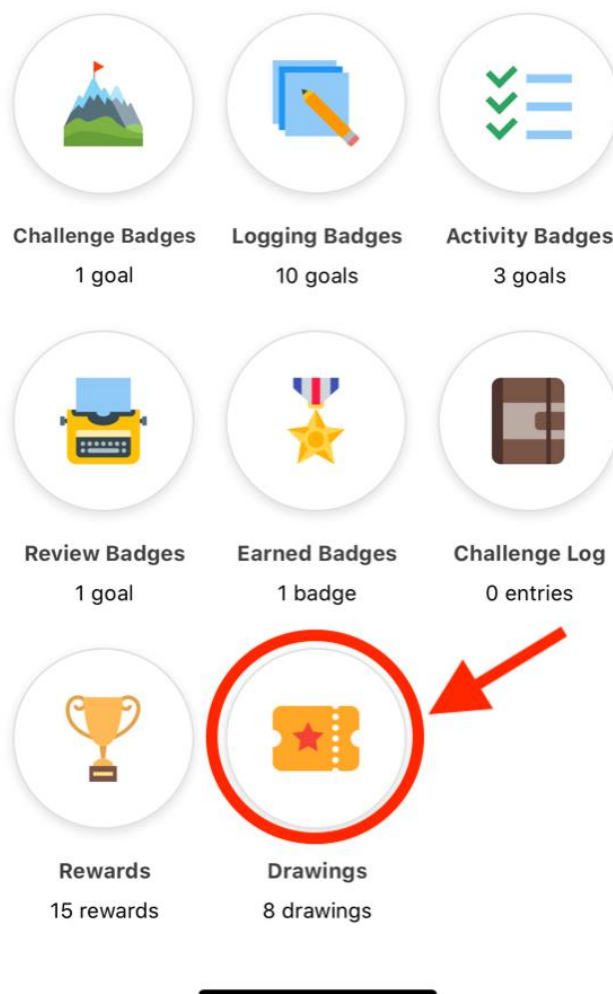 Challenge Badges
1 goal
Logging Badges
10 goals
Activity Badges
3 goals
Review Badges
1 goal
Earned Badges
1 badge
Challenge Log
0 entries
Rewards
15 rewards
Drawings
8 drawings